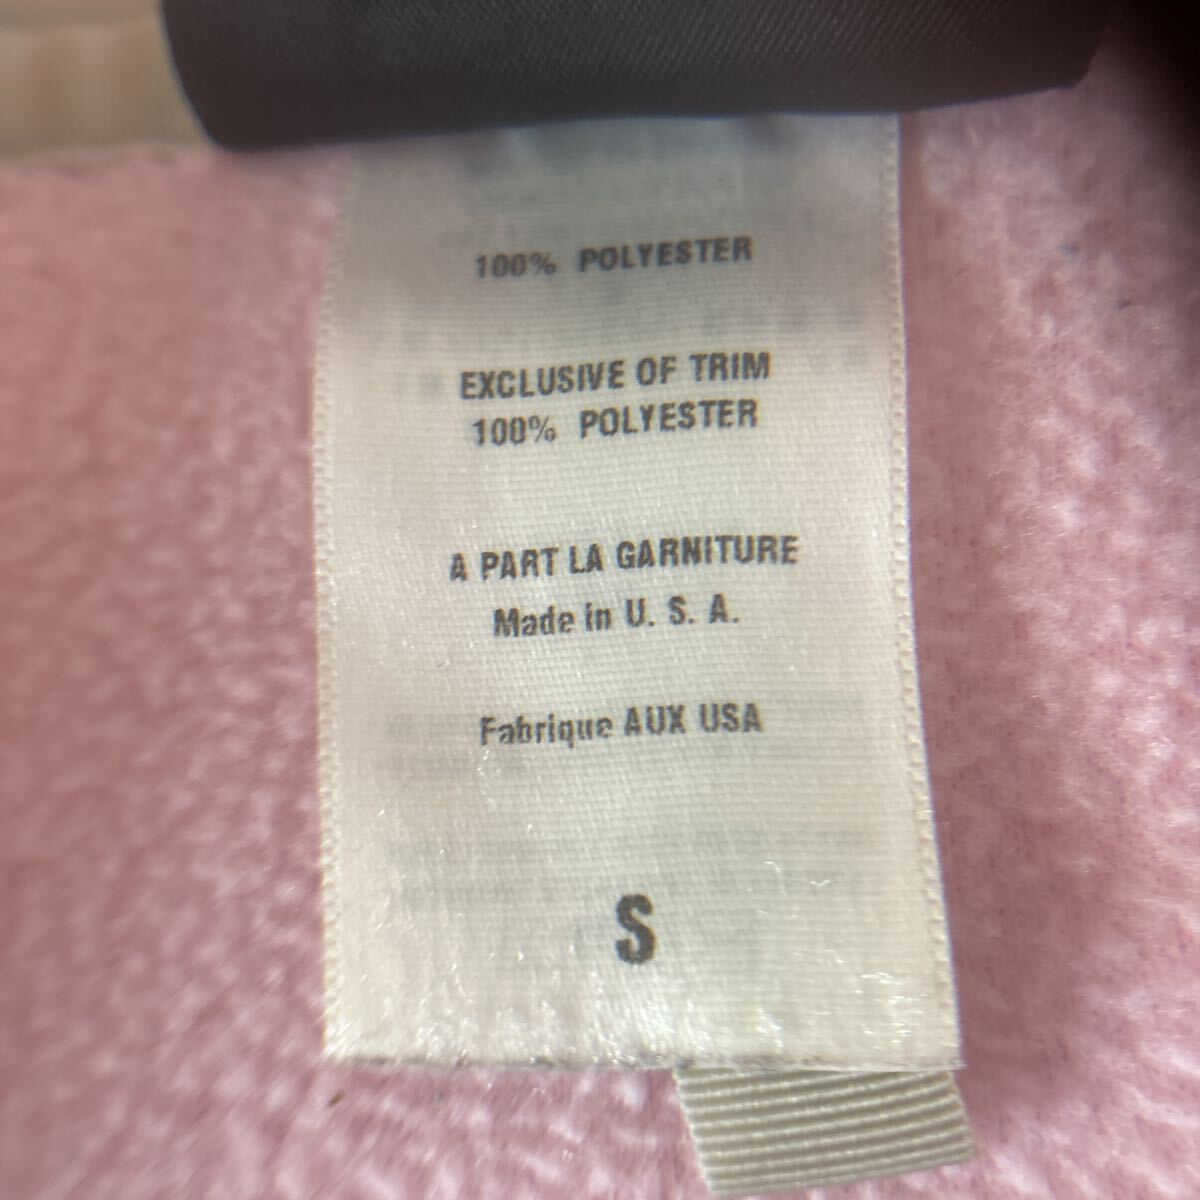 100% POLYESTER
EXCLUSIVE OF TRIM
100% POLYESTER
A PART LA GARNITURE
Made in U. S. A.
Fabrique AUX USA
S